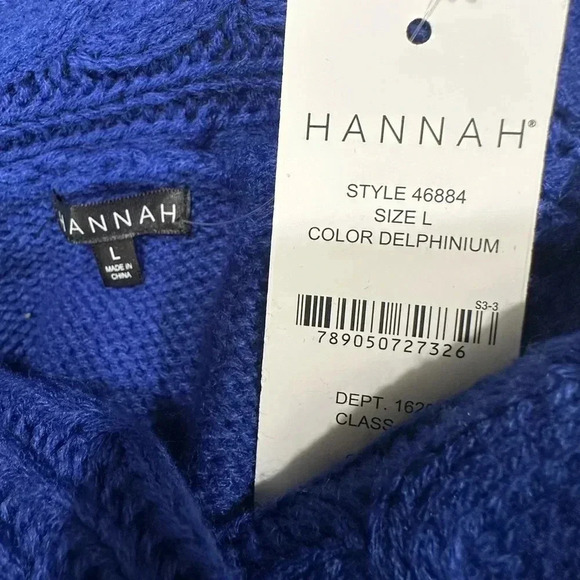 HANNAH
L
MADE IN
CHINA
HANNAH®
STYLE 46884
SIZE L
COLOR DELPHINIUM
S3-3
789050727326
DEPT.
CLASS